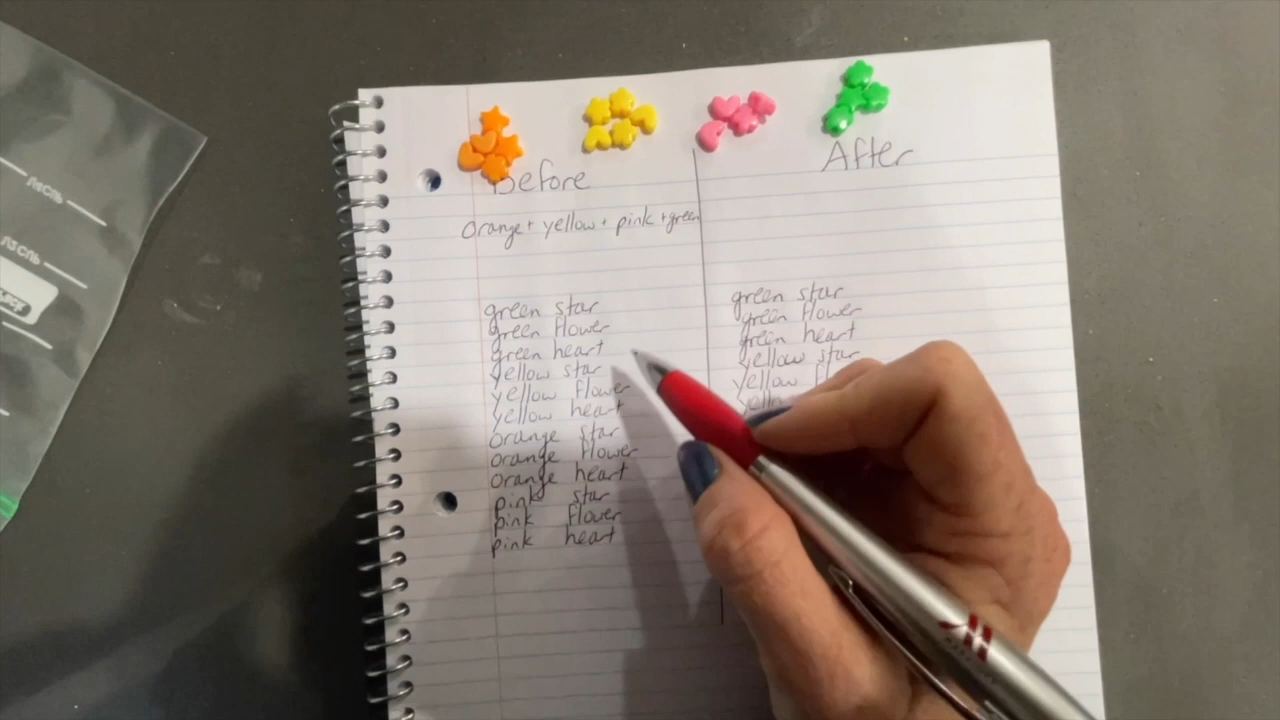 Before
After
orange + yellow + pink + green
green star
green flower
green heart
yellow star
yellow flower
yellow heart
orange star
orange flower
orange heart
pink star
pink flower
pink heart
green star
green flower
green heart
yellow star
yellow